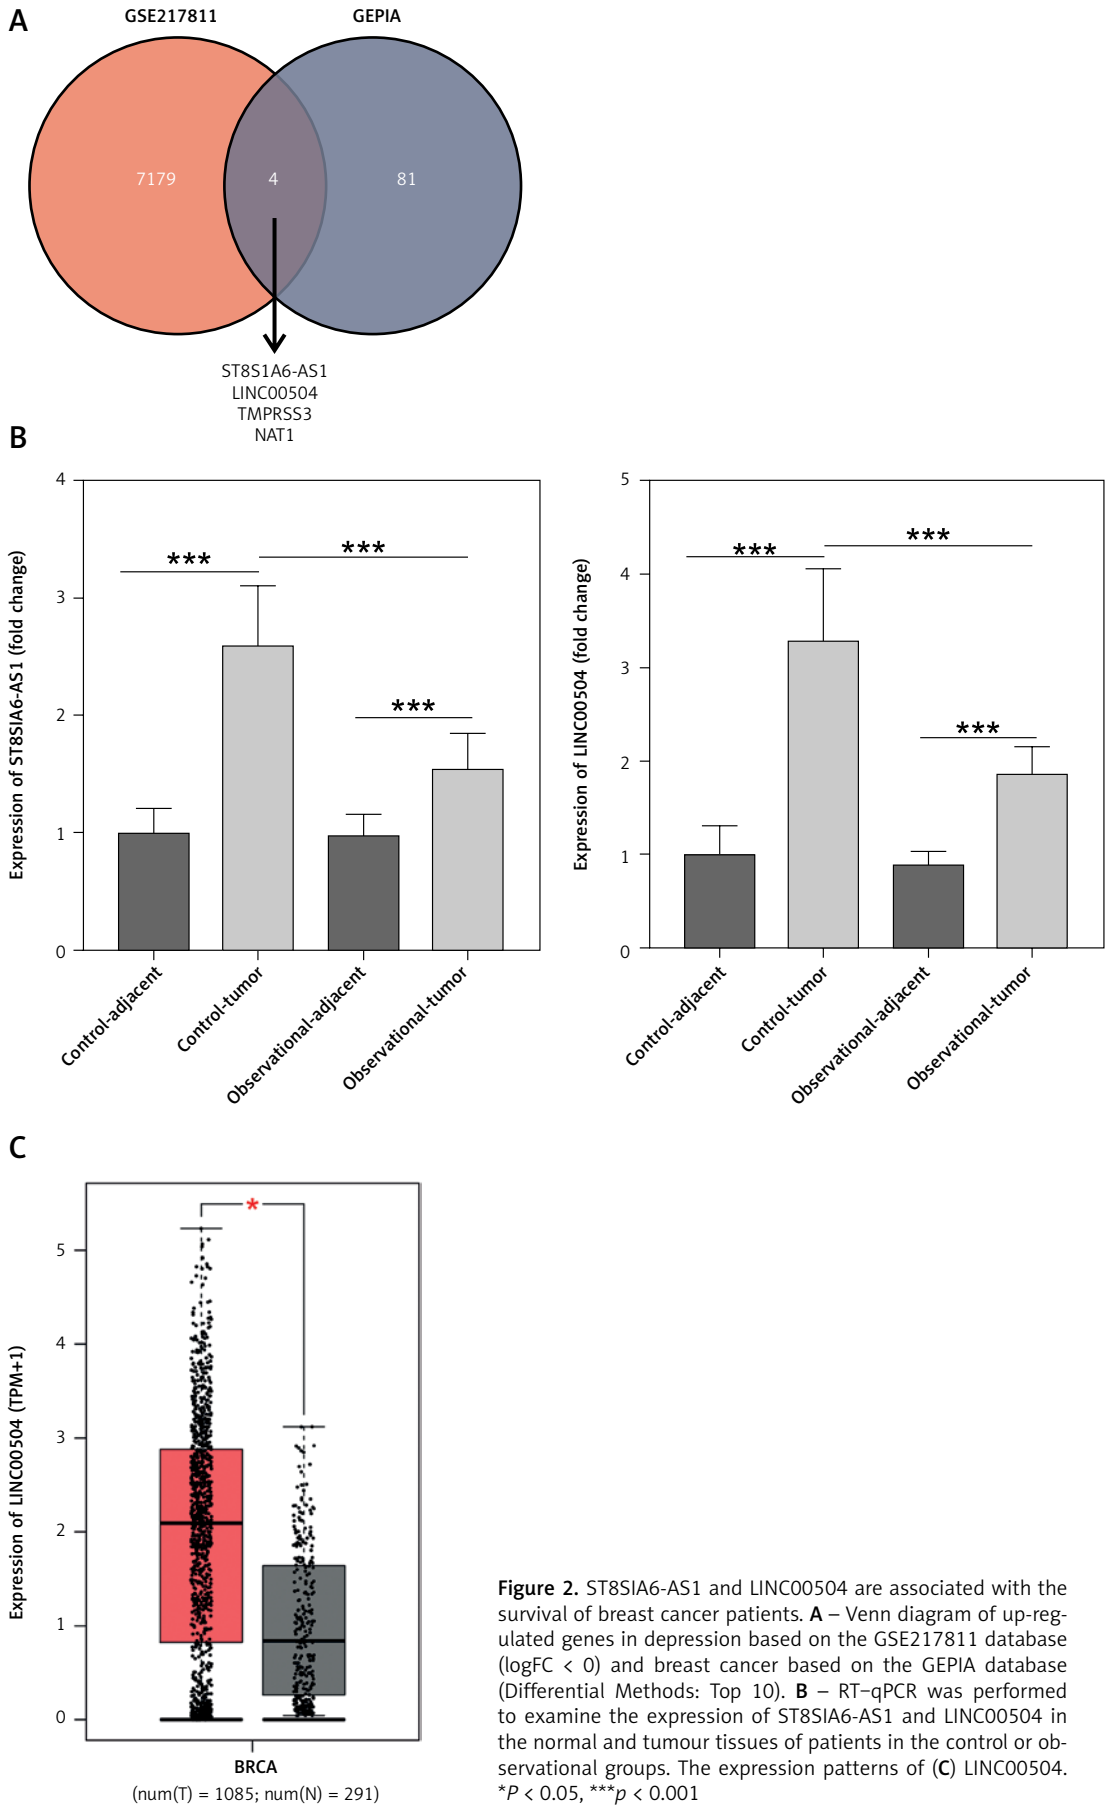 A
GSE217811
GEPIA
7179
4
81
ST8S1A6-AS1
LINC00504
TMPRSS3
NAT1
B
Expression of ST8SIA6-AS1 (fold change)
4
3
2
1
0
***
***
***
Control-adjacent
Control-tumor
Observational-adjacent
Observational-tumor
Expression of LINC00504 (fold change)
5
4
3
2
1
0
***
***
***
Control-adjacent
Control-tumor
Observational-adjacent
Observational-tumor
C
Expression of LINC00504 (TPM+1)
5
4
3
2
1
0
*
BRCA
(num(T) = 1085; num(N) = 291)
Figure 2. ST8SIA6-AS1 and LINC00504 are associated with the
survival of breast cancer patients. A – Venn diagram of up-reg-
ulated genes in depression based on the GSE217811 database
(logFC < 0) and breast cancer based on the GEPIA database
(Differential Methods: Top 10). B – RT-qPCR was performed
to examine the expression of ST8SIA6-AS1 and LINC00504 in
the normal and tumour tissues of patients in the control or ob-
servational groups. The expression patterns of (C) LINC00504.
*P < 0.05, ***p < 0.001